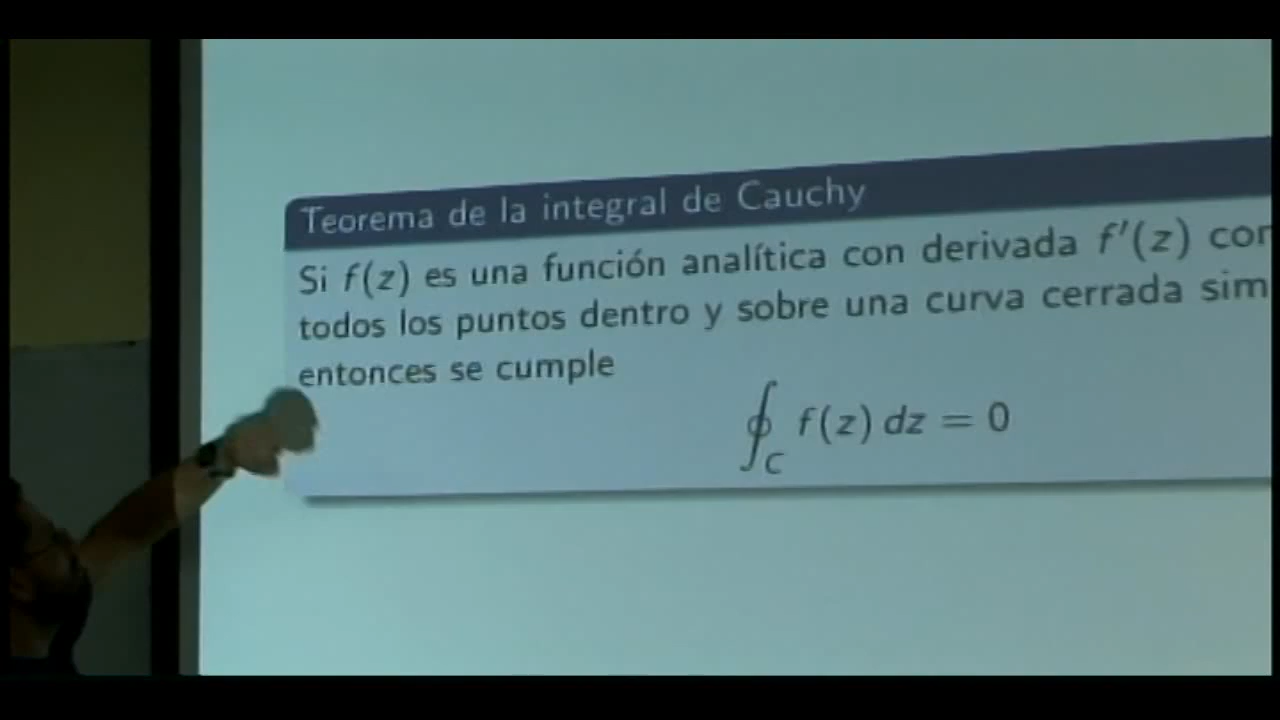 Teorema de la integral de Cauchy
Si f(z) es una función analítica con derivada f'(z)
todos los puntos dentro y sobre una curva cerrada
entonces se cumple
∮_C f(z) dz = 0